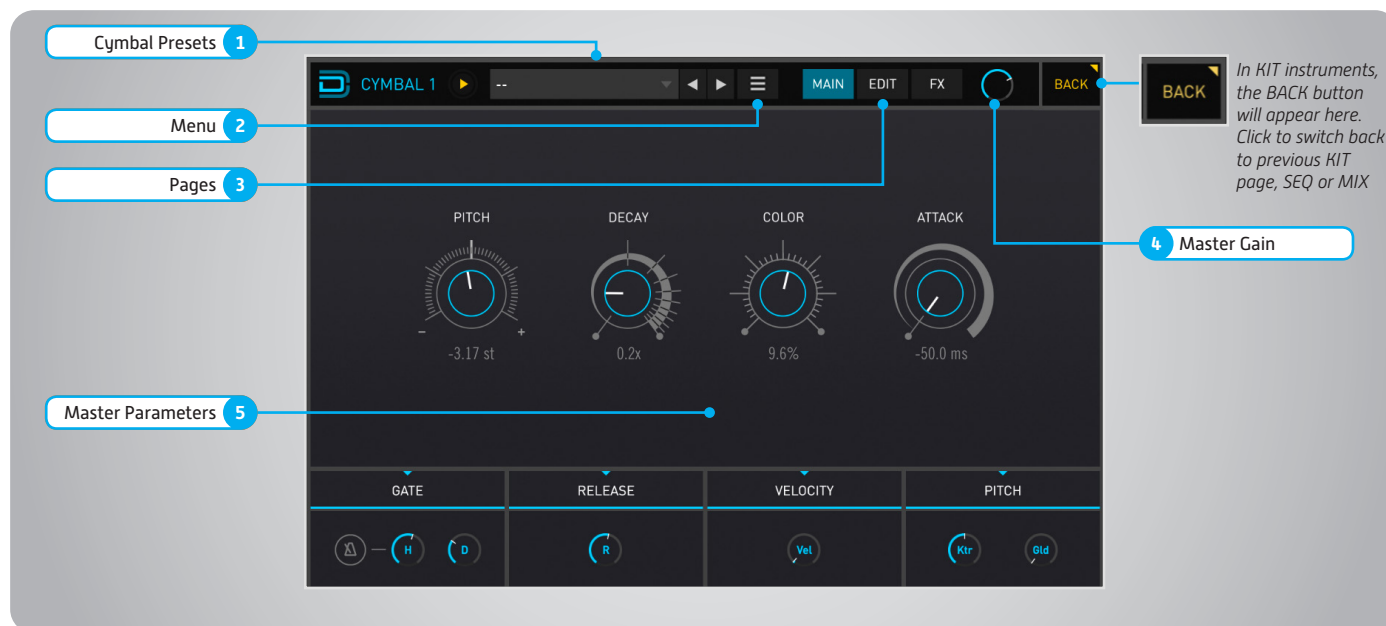 Cymbal Presets 1
CYMBAL 1
--
MAIN
EDIT
FX
BACK
BACK
In KIT instruments,
the BACK button
will appear here.
Click to switch back
to previous KIT
page, SEQ or MIX
Menu 2
Pages 3
4 Master Gain
PITCH
DECAY
COLOR
ATTACK
- +
-3.17 st
0.2x
9.6%
-50.0 ms
Master Parameters 5
GATE
RELEASE
VELOCITY
PITCH
H
D
R
Vel
Ktr
Gld